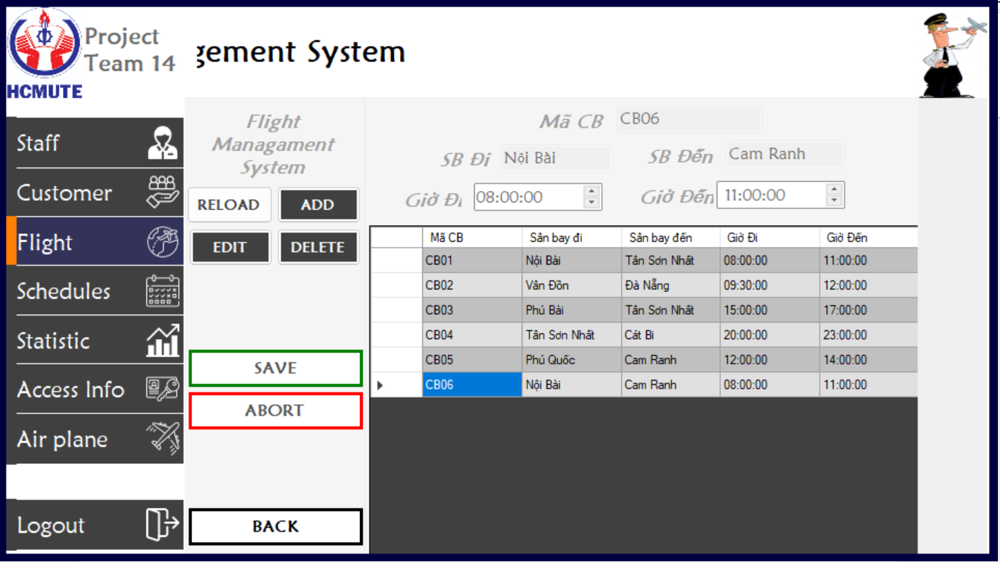 Project
Team 14
HCMUTE
gement System
Staff
Customer
Flight
Schedules
Statistic
Access Info
Air plane
Logout
Flight
Managament
System
RELOAD ADD
EDIT DELETE
SAVE
ABORT
BACK
Mã CB CB06
SB Đi Nội Bài SB Đến Cam Ranh
Giờ Đi 08:00:00 Giờ Đến 11:00:00
Mã CB Sân bay đi Sân bay đến Giờ Đi Giờ Đến
CB01 Nội Bài Tân Sơn Nhất 08:00:00 11:00:00
CB02 Vân Đồn Đà Nẵng 09:30:00 12:00:00
CB03 Phú Bài Tân Sơn Nhất 15:00:00 17:00:00
CB04 Tân Sơn Nhất Cát Bi 20:00:00 23:00:00
CB05 Phú Quốc Cam Ranh 12:00:00 14:00:00
CB06 Nội Bài Cam Ranh 08:00:00 11:00:00